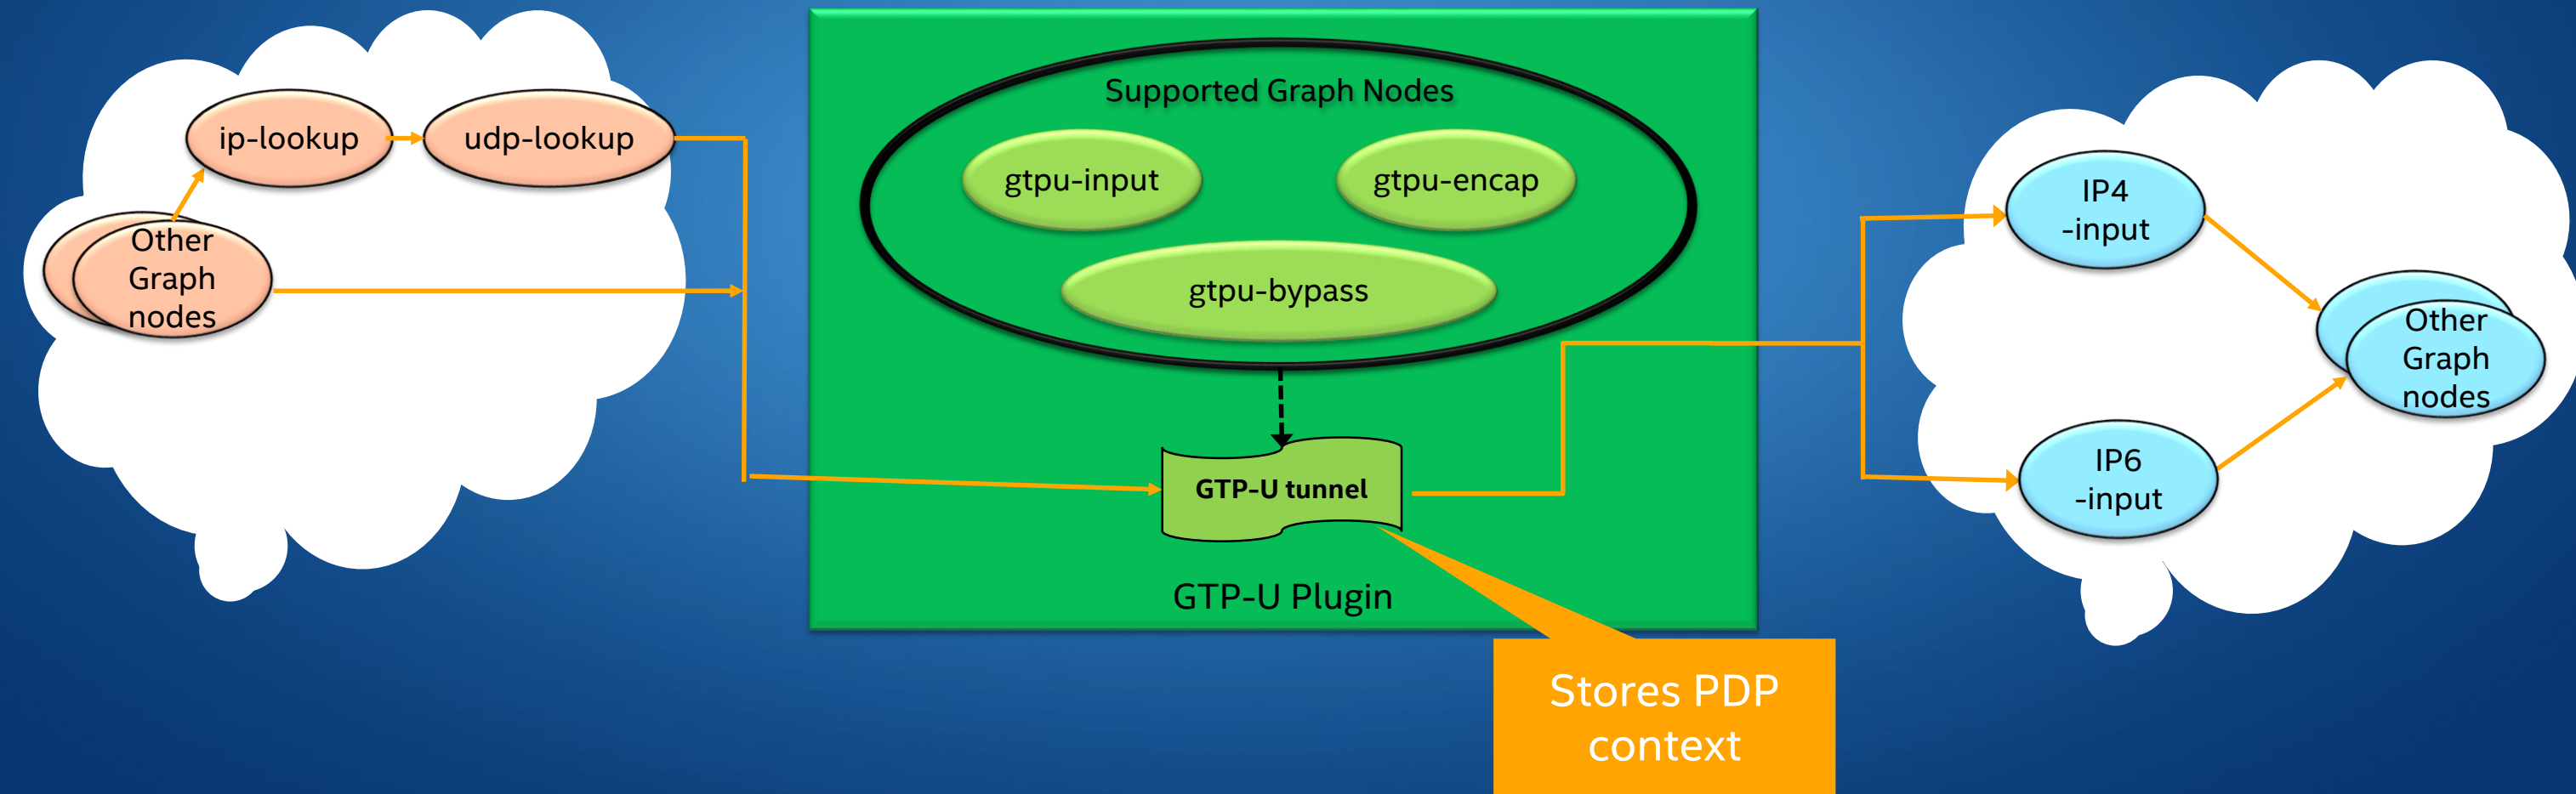 ip-lookup
udp-lookup
Other
Graph
nodes
Supported Graph Nodes
gtpu-input
gtpu-encap
gtpu-bypass
GTP-U tunnel
GTP-U Plugin
Stores PDP
context
IP4
-input
Other
Graph
nodes
IP6
-input